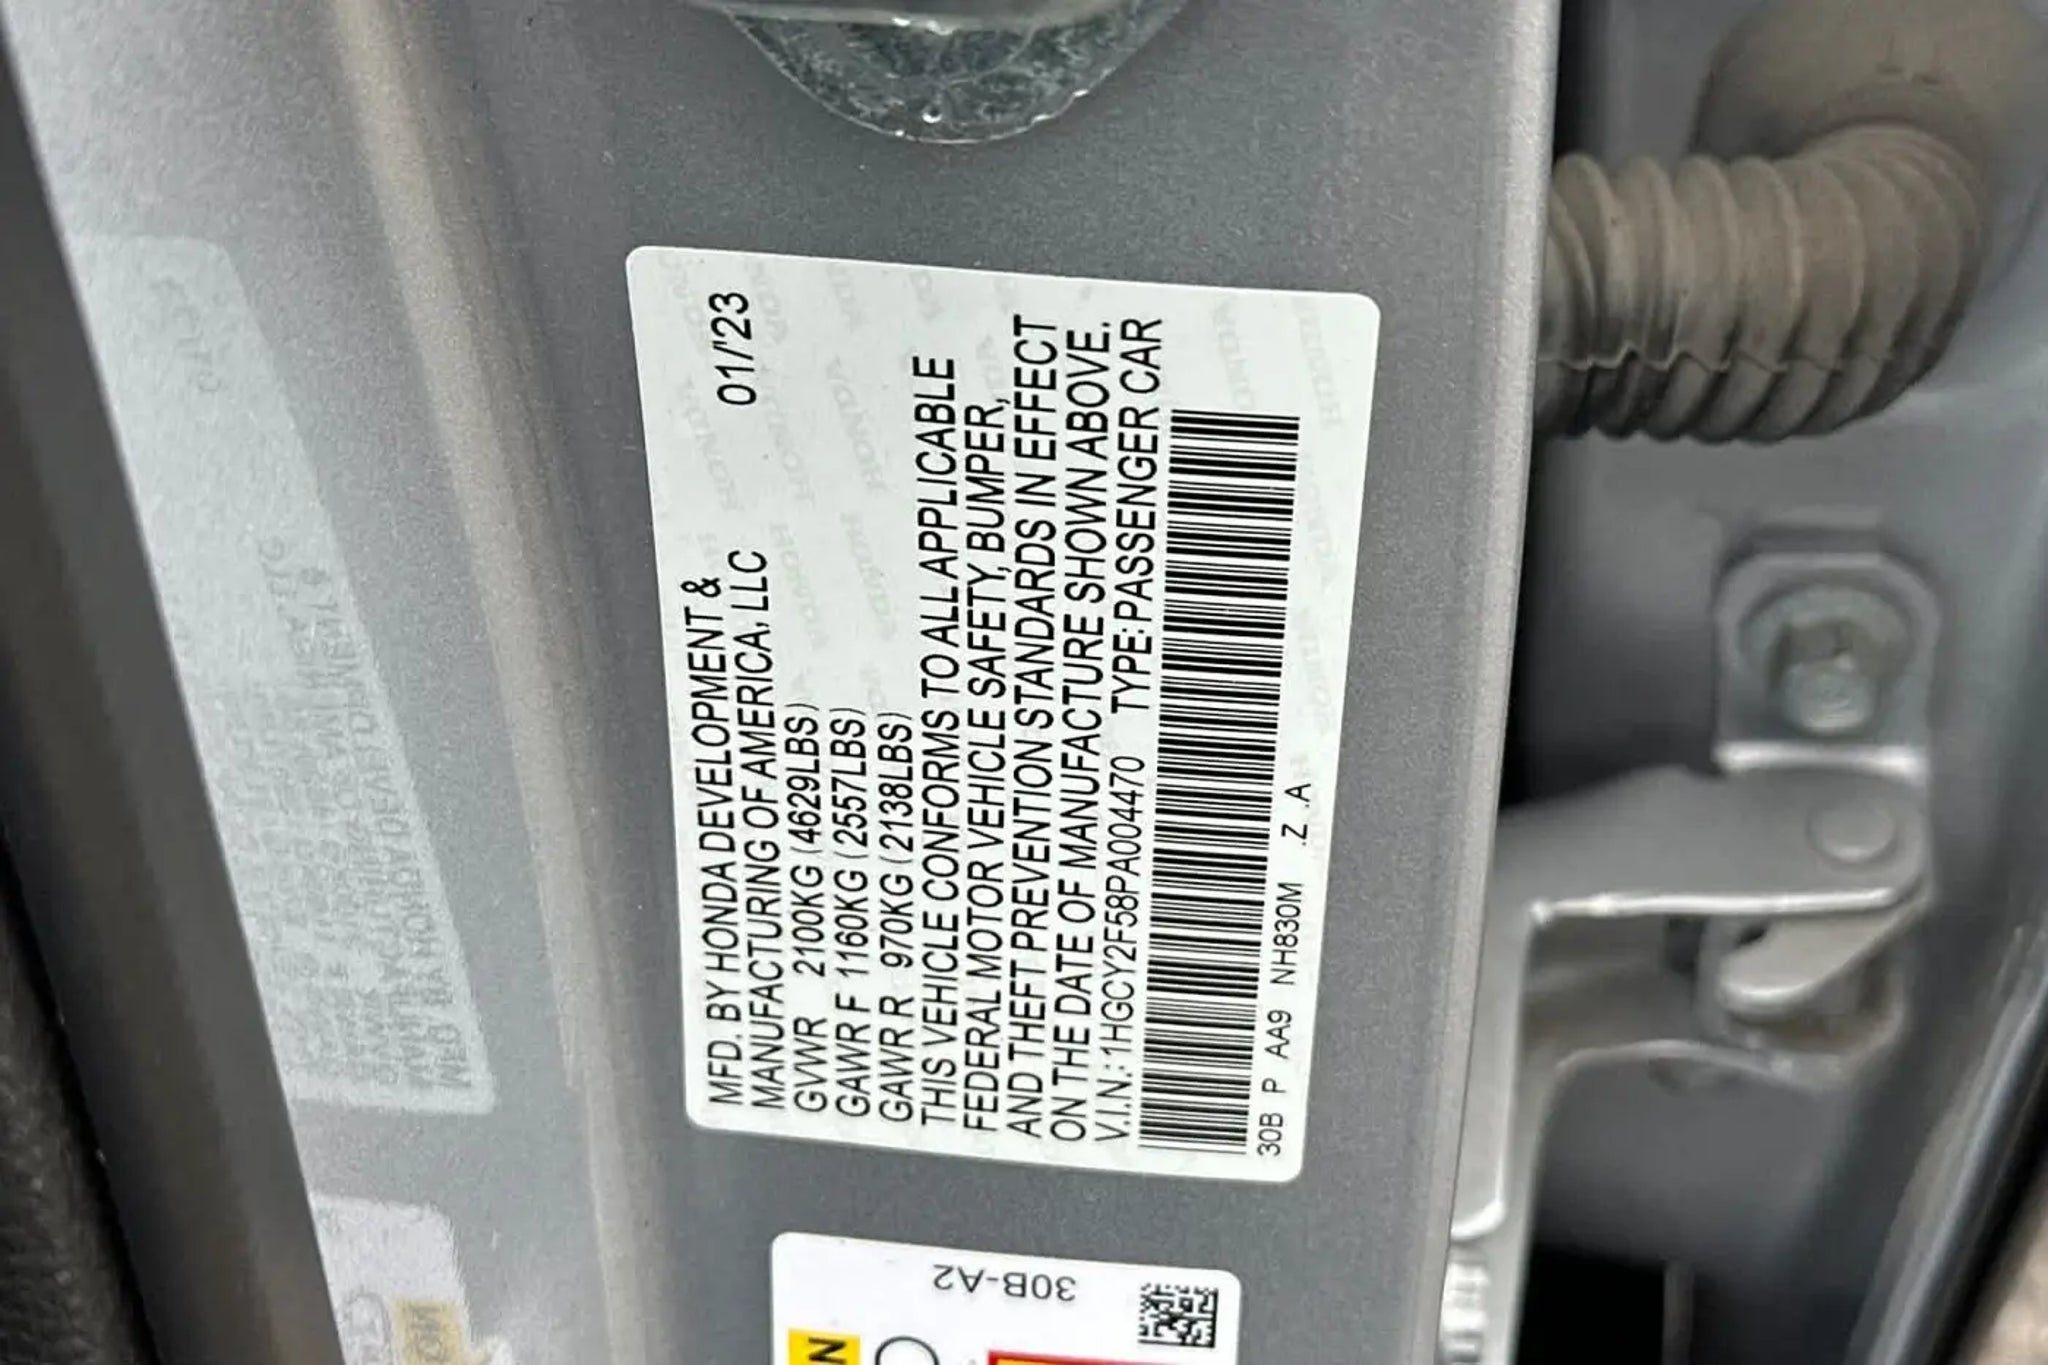 MFD. BY HONDA DEVELOPMENT &
MANUFACTURING OF AMERICA, LLC 01/'23
GVWR 2100KG (4629LBS)
GAWR F 1160KG (2557LBS)
GAWR R 970KG (2138LBS)
THIS VEHICLE CONFORMS TO ALL APPLICABLE
FEDERAL MOTOR VEHICLE SAFETY, BUMPER,
AND THEFT PREVENTION STANDARDS IN EFFECT
ON THE DATE OF MANUFACTURE SHOWN ABOVE.
V.I.N.: 1HGCY2F58PA004470 TYPE: PASSENGER CAR
30B P AA9 NH830M .Z .A
30B-A2